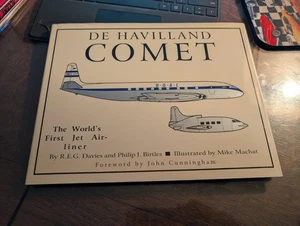 DE HAVILLAND
COMET
B·O·A·C
The World's
First Jet Air-
liner
By R.E.G. Davies and Philip J. Birtles ■ Illustrated by Mike Machat
Foreword by John Cunningham